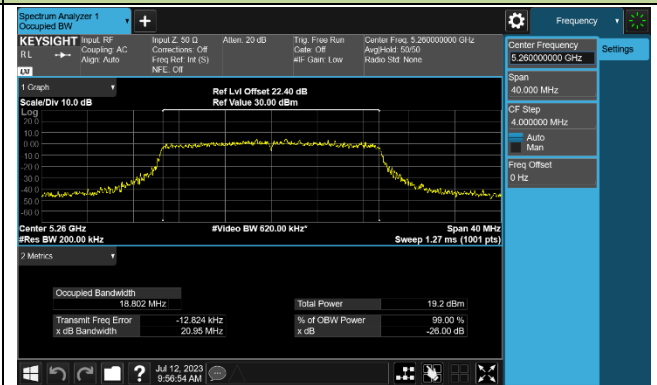 Spectrum Analyzer 1
Occupied BW
Frequency
KEYSIGHT
RL
LXI
Input: RF
Coupling: AC
Align: Auto
Input Z: 50 Ω
Corrections: Off
Freq Ref: Int (S)
NFE: Off
Atten: 20 dB
Trig: Free Run
Gate: Off
#IF Gain: Low
Center Freq: 5.260000000 GHz
Avg|Hold: 50/50
Radio Std: None
Center Frequency
5.260000000 GHz
Settings
Span
40.000 MHz
CF Step
4.000000 MHz
Auto
Man
Freq Offset
0 Hz
1 Graph
Scale/Div 10.0 dB
Ref Lvl Offset 22.40 dB
Ref Value 30.00 dBm
Log
20.0
10.0
0.00
-10.0
-20.0
-30.0
-40.0
-50.0
-60.0
Center 5.26 GHz
#Video BW 620.00 kHz*
Span 40 MHz
#Res BW 200.00 kHz
Sweep 1.27 ms (1001 pts)
2 Metrics
Occupied Bandwidth
18.802 MHz
Total Power 19.2 dBm
Transmit Freq Error -12.824 kHz
% of OBW Power 99.00 %
x dB Bandwidth 20.95 MHz
x dB -26.00 dB
?
Jul 12, 2023
9:56:54 AM